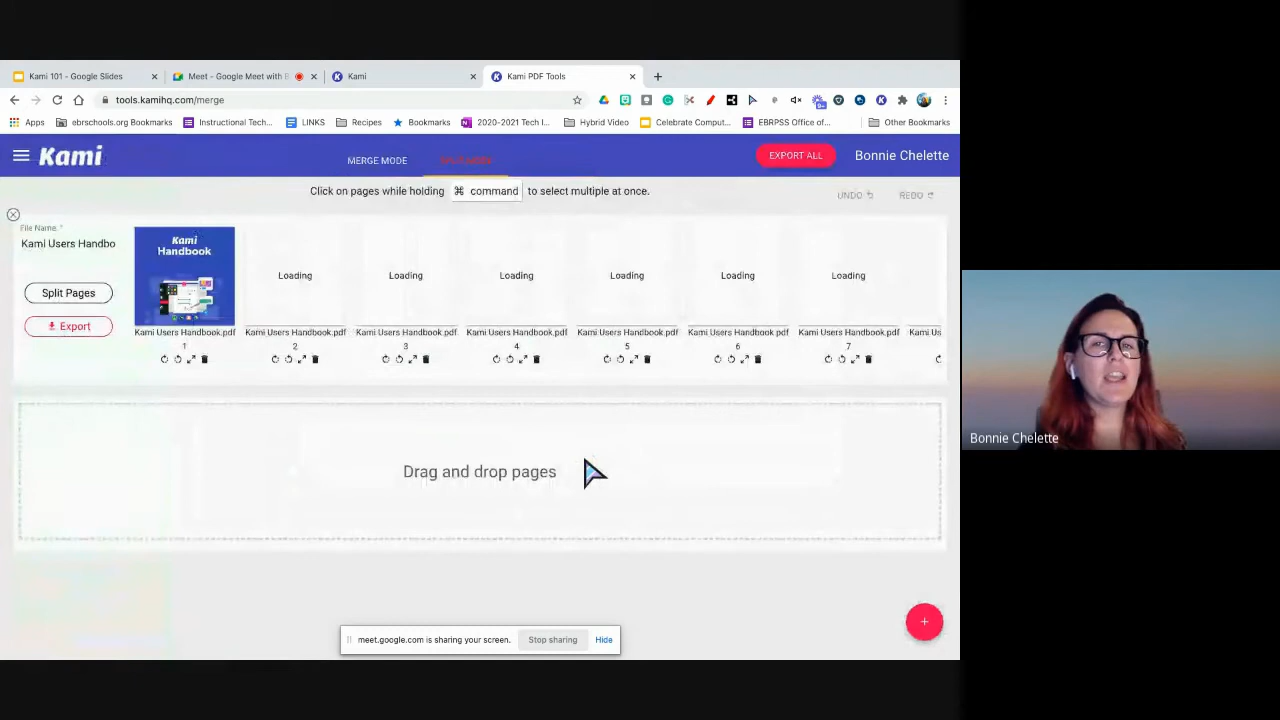 Kami 101 - Google Slides
Meet - Google Meet with B
Kami
Kami PDF Tools
tools.kamihq.com/merge
Apps
ebrschools.org Bookmarks
Instructional Tech...
LINKS
Recipes
Bookmarks
2020-2021 Tech I...
Hybrid Video
Celebrate Comput...
EBRPSS Office of...
Other Bookmarks
Kami
MERGE MODE
EXPORT ALL
Bonnie Chelette
Click on pages while holding ⌘ command to select multiple at once.
UNDO
REDO
File Name: *
Kami Users Handbo
Split Pages
Export
Kami
Handbook
Loading
Loading
Loading
Loading
Loading
Loading
Kami Users Handbook.pdf
Kami Users Handbook.pdf
Kami Users Handbook.pdf
Kami Users Handbook.pdf
Kami Users Handbook.pdf
Kami Users Handbook.pdf
Kami Users Handbook.pdf
Kami Us
1
2
3
4
5
6
7
Drag and drop pages
+
meet.google.com is sharing your screen.
Stop sharing
Hide
Bonnie Chelette